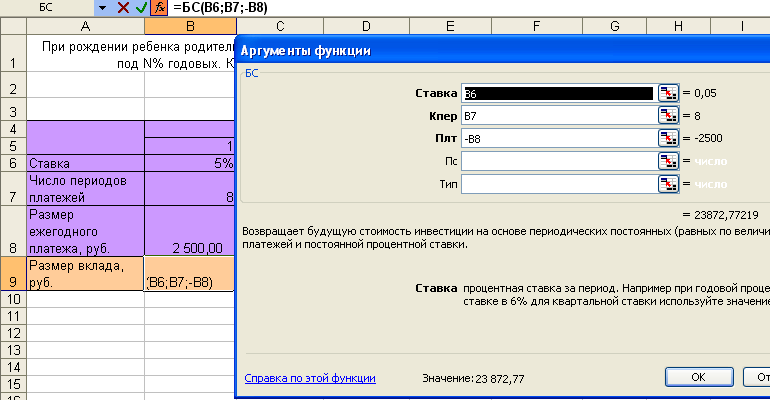 БС =БС(B6;B7;-B8)
A B C D E F G H I
1 При рождении ребенка родител
под N% годовых. К
2
3
4
5 1
6 Ставка 5%
7 Число периодов
платежей 8
8 Размер
ежегодного
платежа, руб. 2 500,00
9 Размер вклада,
руб. (B6;B7;-B8)
10
11
12
13
14
15
Аргументы функции
БС
Ставка B6 = 0,05
Кпер B7 = 8
Плт -B8 = -2500
Пс = число
Тип = число
= 23872,77219
Возвращает будущую стоимость инвестиции на основе периодических постоянных (равных по величи
платежей и постоянной процентной ставки.
Ставка процентная ставка за период. Например при годовой проце
ставке в 6% для квартальной ставки используйте значение
Справка по этой функции Значение: 23 872,77 OK От